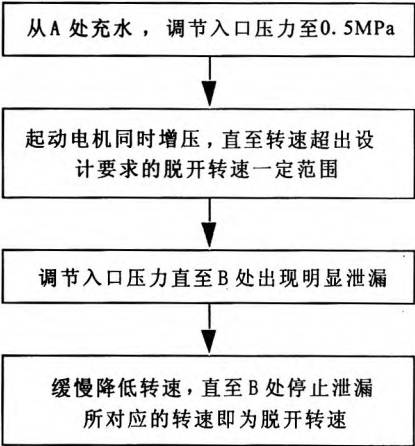 从A处充水，调节入口压力至0.5MPa
起动电机同时增压，直至转速超出设
计要求的脱开转速一定范围
调节入口压力直至B处出现明显泄漏
缓慢降低转速，直至B处停止泄漏
所对应的转速即为脱开转速